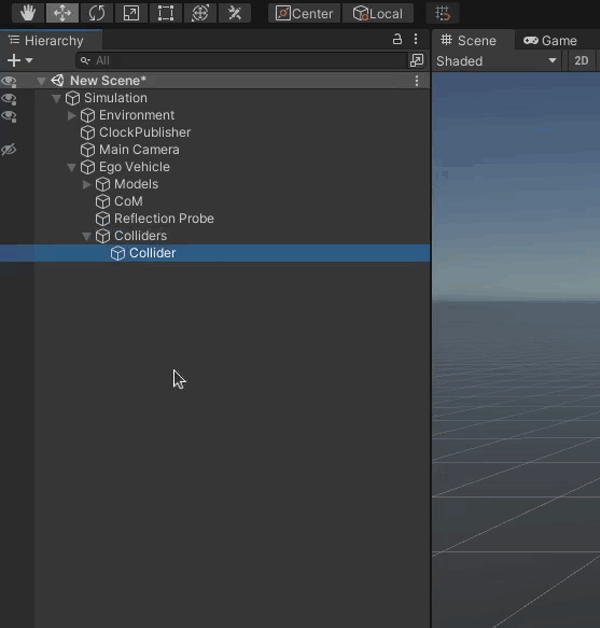 Center Local
Hierarchy
Scene Game
All
Shaded 2D
New Scene*
Simulation
Environment
ClockPublisher
Main Camera
Ego Vehicle
Models
CoM
Reflection Probe
Colliders
Collider